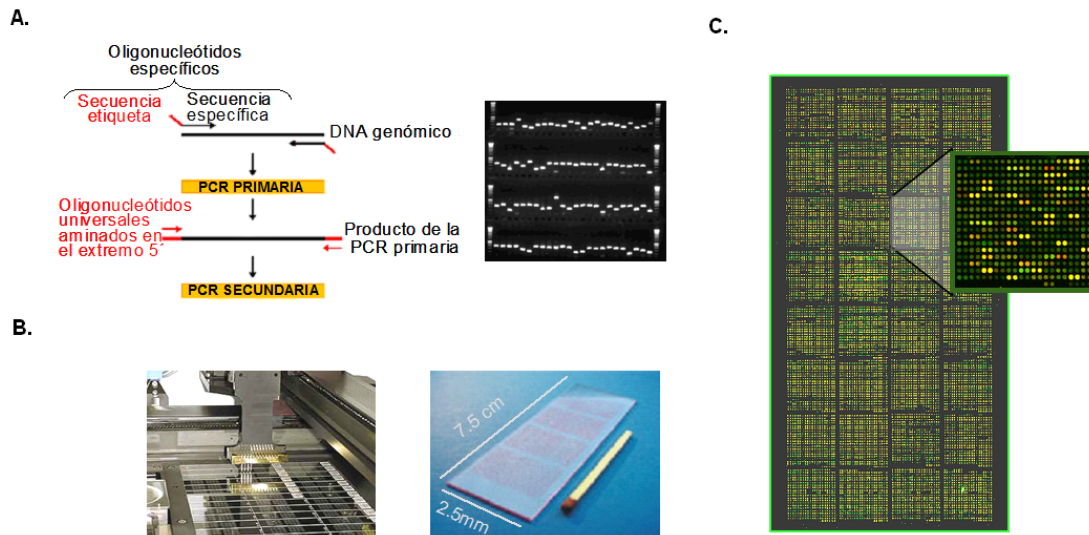 A.
Oligonucleótidos
específicos
Secuencia
etiqueta
Secuencia
específica
DNA genómico
PCR PRIMARIA
Oligonucleótidos
universales
aminados en
el extremo 5´
Producto de la
PCR primaria
PCR SECUNDARIA
B.
7.5 cm
2.5mm
C.